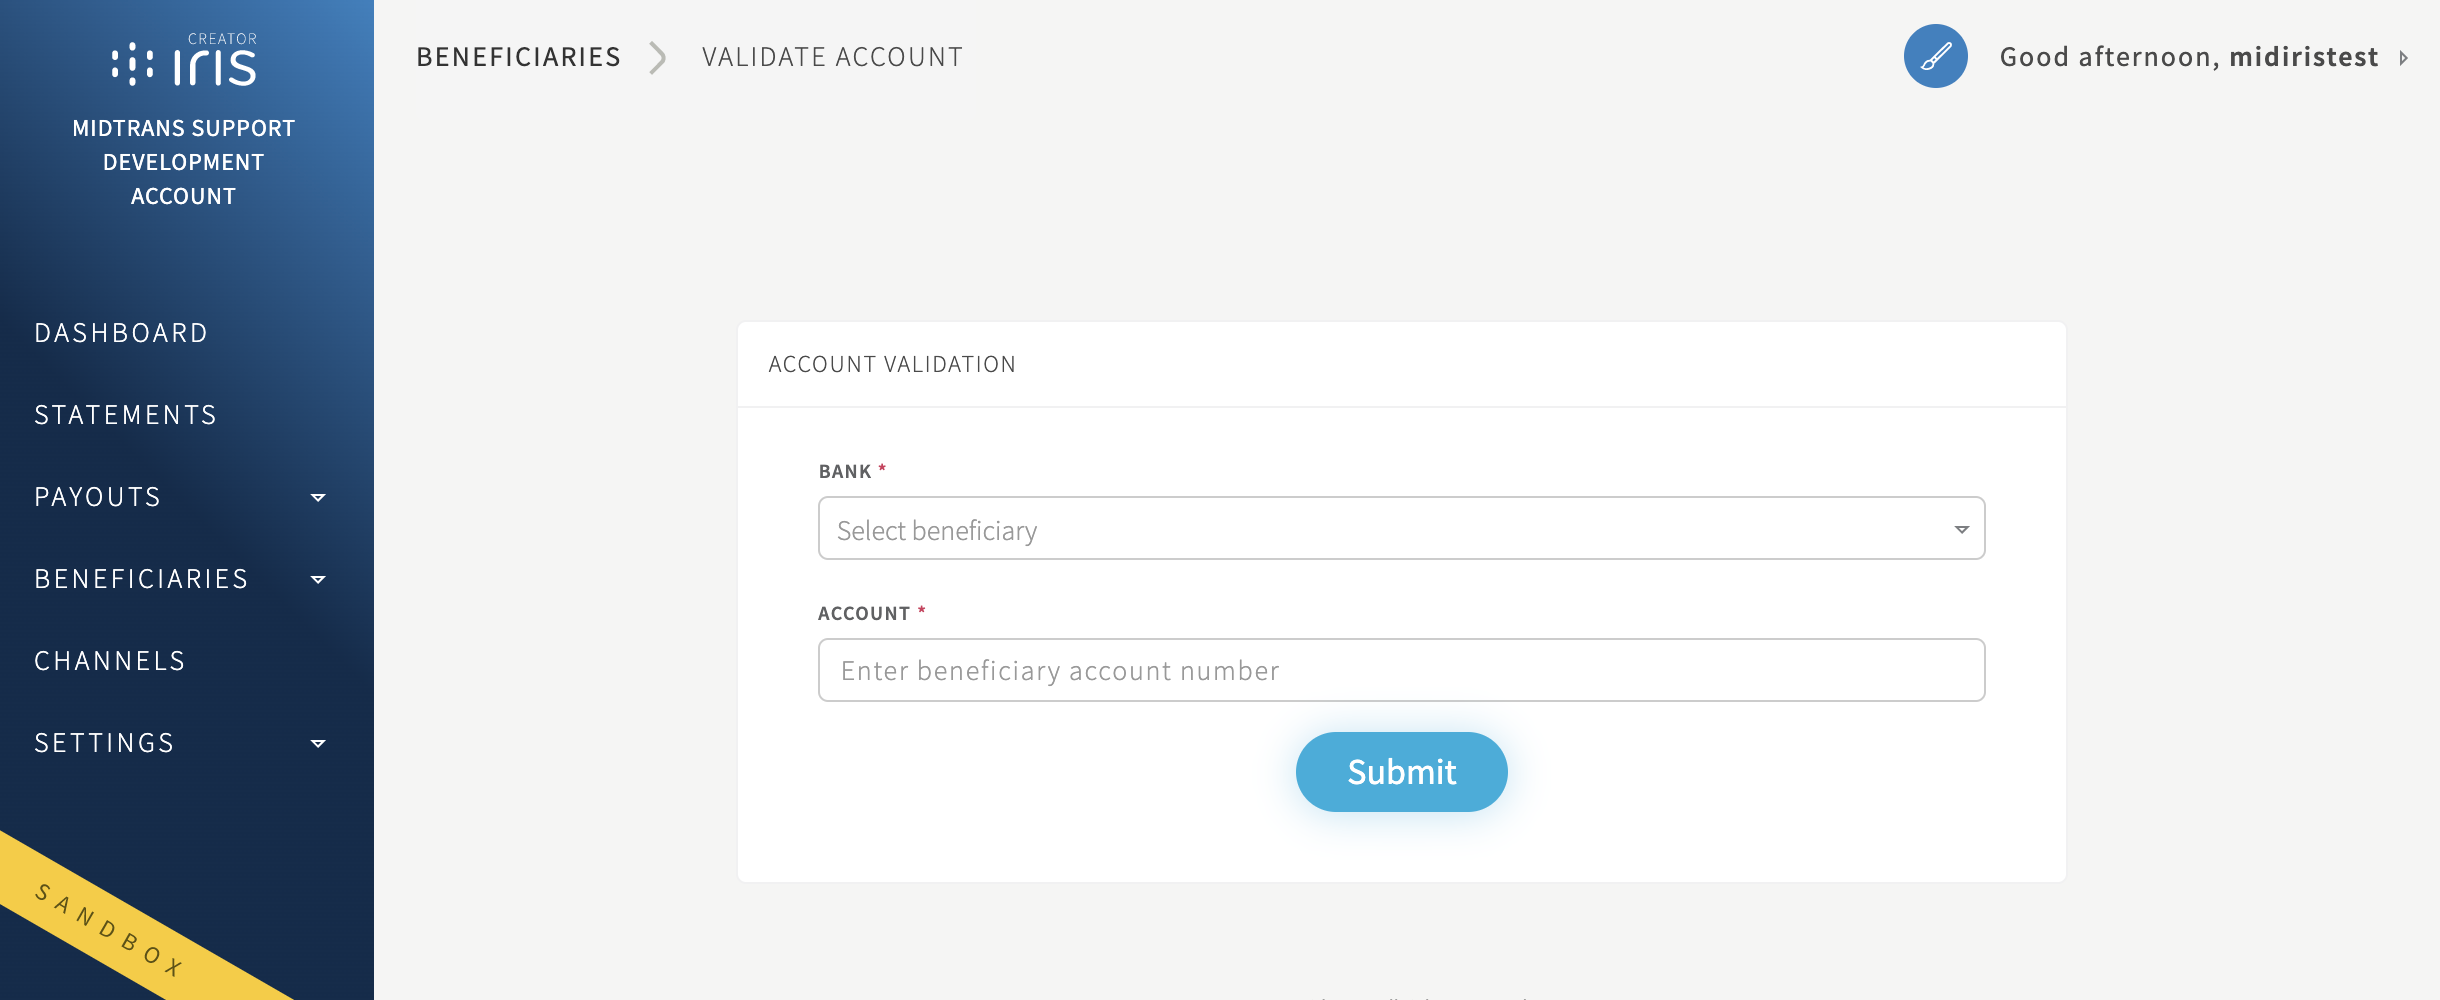 CREATOR
iris
MIDTRANS SUPPORT
DEVELOPMENT
ACCOUNT
DASHBOARD
STATEMENTS
PAYOUTS
BENEFICIARIES
CHANNELS
SETTINGS
SANDBOX
BENEFICIARIES
VALIDATE ACCOUNT
Good afternoon, midiristest
ACCOUNT VALIDATION
BANK *
Select beneficiary
ACCOUNT *
Enter beneficiary account number
Submit